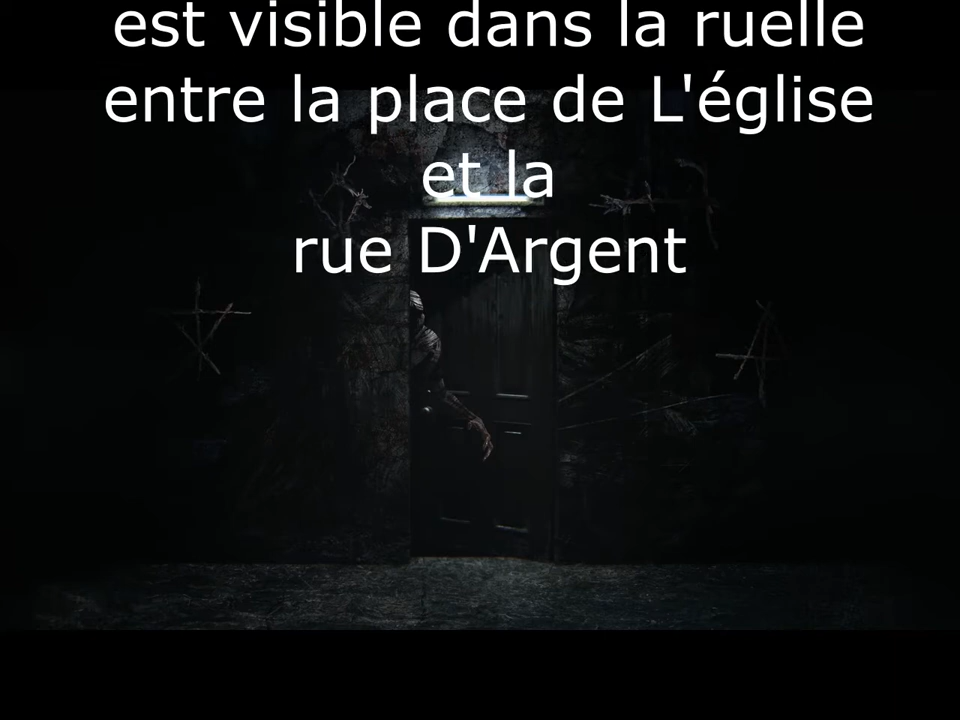 est visible dans la ruelle
entre la place de L'église
et la
rue D'Argent